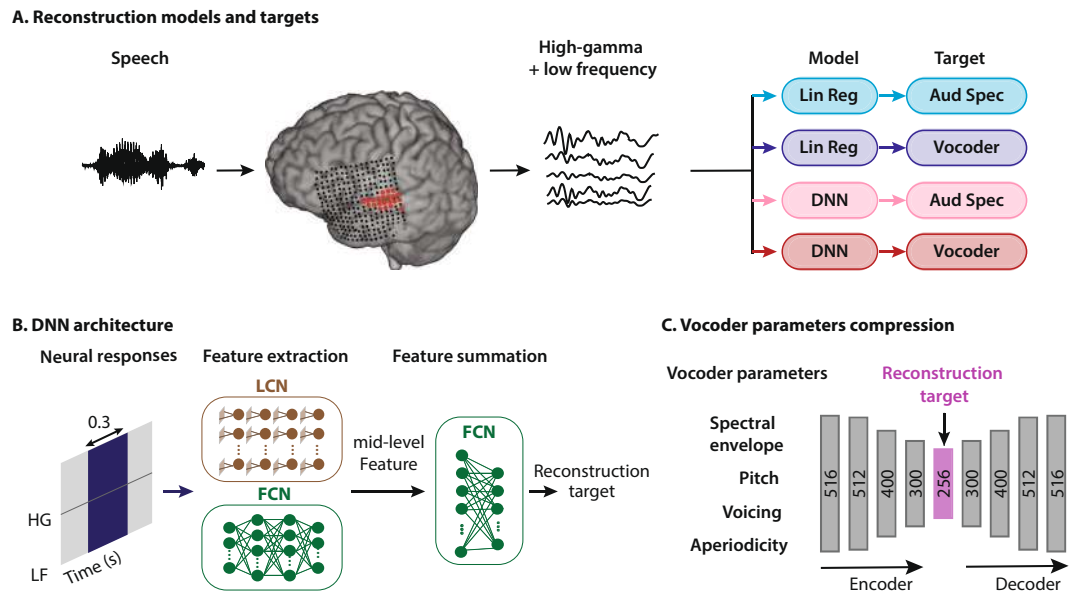 A. Reconstruction models and targets
Speech
High-gamma
+ low frequency
Model
Target
Lin Reg
Aud Spec
Lin Reg
Vocoder
DNN
Aud Spec
DNN
Vocoder
B. DNN architecture
Neural responses
Feature extraction
Feature summation
LCN
0.3
HG
LF
Time (s)
FCN
mid-level
Feature
FCN
Reconstruction
target
C. Vocoder parameters compression
Vocoder parameters
Reconstruction
target
Spectral
envelope
Pitch
Voicing
Aperiodicity
516
512
400
300
256
300
400
512
516
Encoder
Decoder